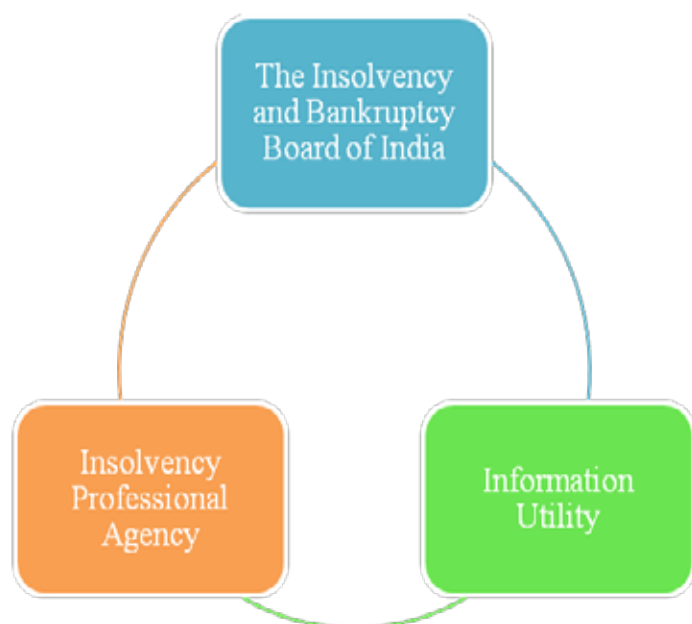 The Insolvency
and Bankruptcy
Board of India
Insolvency
Professional
Agency
Information
Utility